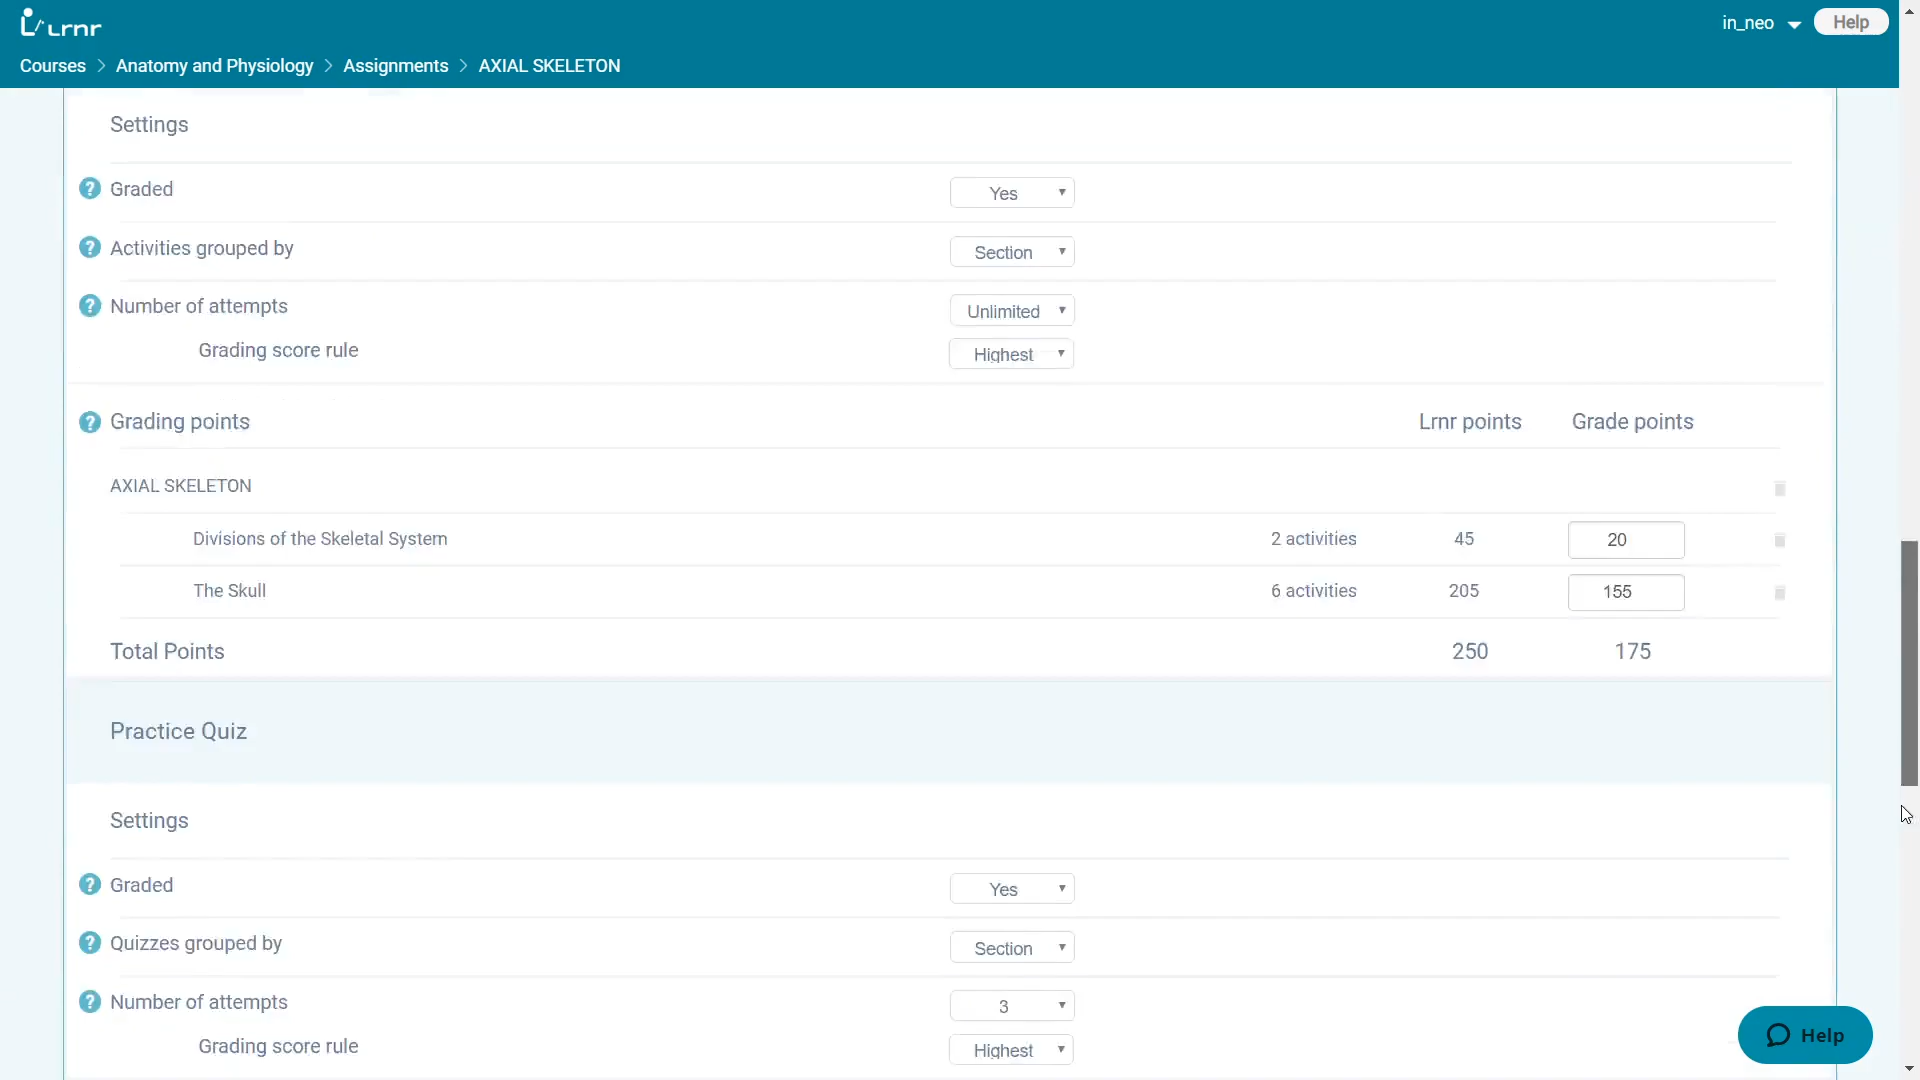 Lrnr
in_neo
Help
Courses > Anatomy and Physiology > Assignments > AXIAL SKELETON
Settings
? Graded Yes
? Activities grouped by Section
? Number of attempts Unlimited
Grading score rule Highest
? Grading points Lrnr points Grade points
AXIAL SKELETON
Divisions of the Skeletal System 2 activities 45 20
The Skull 6 activities 205 155
Total Points 250 175
Practice Quiz
Settings
? Graded Yes
? Quizzes grouped by Section
? Number of attempts 3
Grading score rule Highest
Help